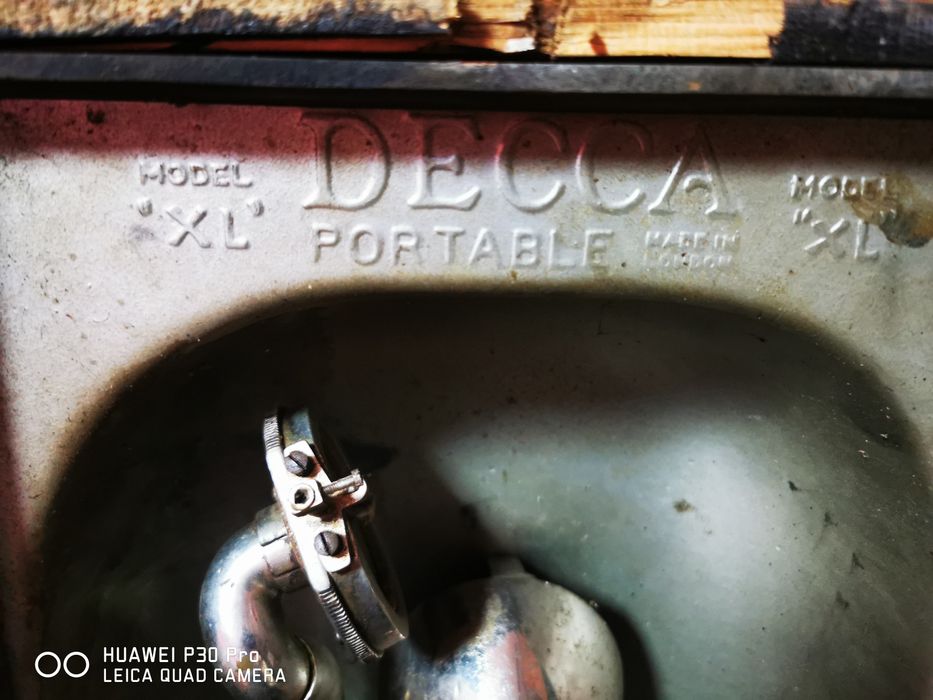 DECCA
MODEL "XL"
PORTABLE
MADE IN LONDON
MODEL "XL"
HUAWEI P30 Pro
LEICA QUAD CAMERA